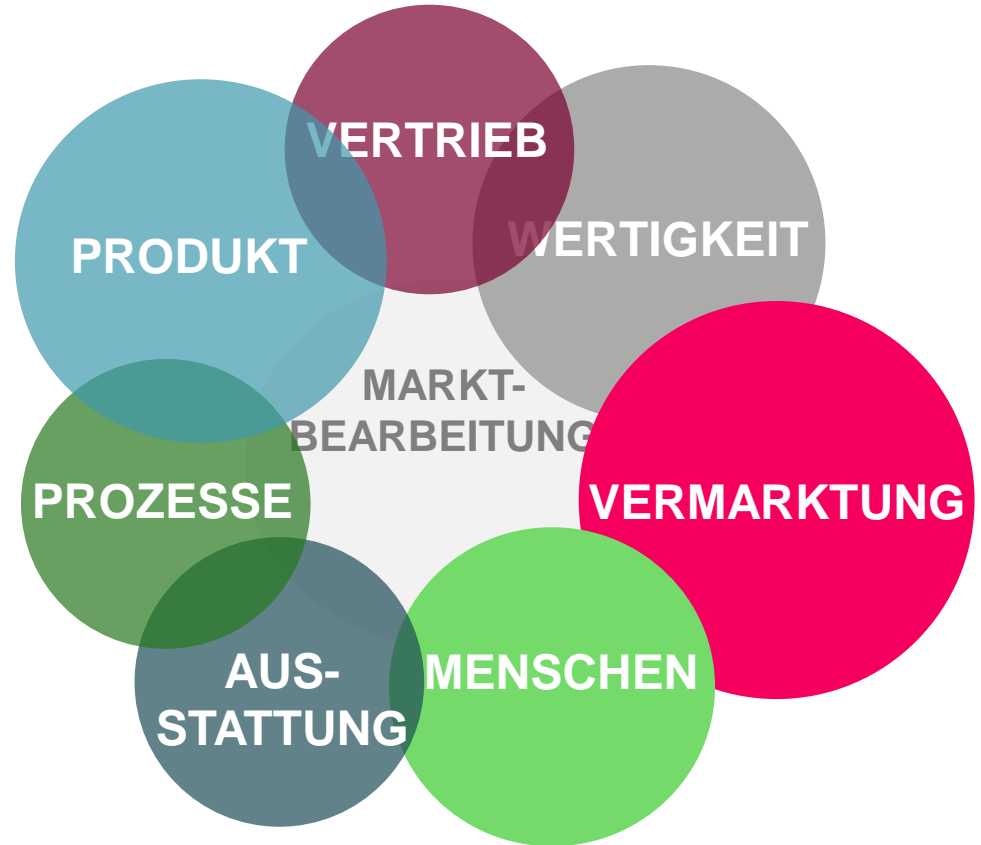 VERTRIEB
WERTIGKEIT
PRODUKT
MARKT-
BEARBEITUNG
PROZESSE
VERMARKTUNG
AUS-
STATTUNG
MENSCHEN